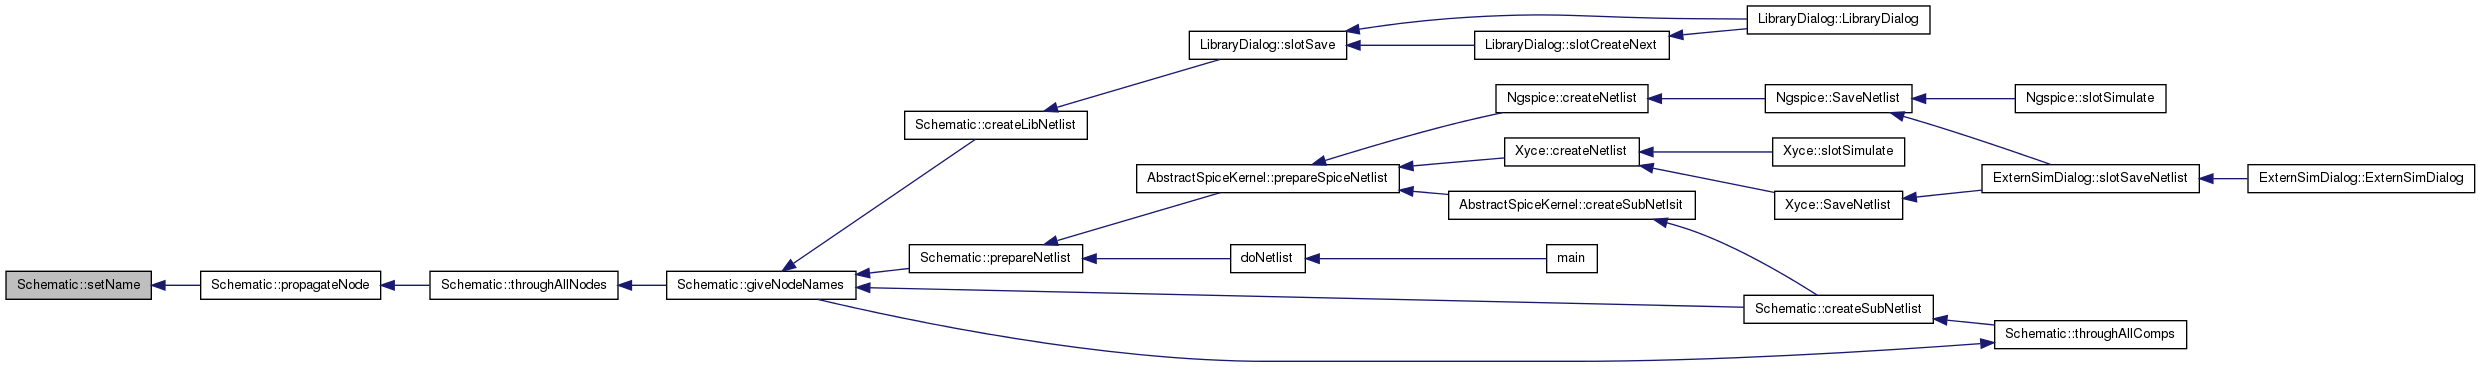 LibraryDialog::LibraryDialog
LibraryDialog::slotSave
LibraryDialog::slotCreateNext
Ngspice::createNetlist
Ngspice::SaveNetlist
Ngspice::slotSimulate
Schematic::createLibNetlist
Xyce::createNetlist
Xyce::slotSimulate
AbstractSpiceKernel::prepareSpiceNetlist
ExternSimDialog::slotSaveNetlist
ExternSimDialog::ExternSimDialog
AbstractSpiceKernel::createSubNetlsit
Xyce::SaveNetlist
Schematic::prepareNetlist
doNetlist
main
Schematic::setName
Schematic::propagateNode
Schematic::throughAllNodes
Schematic::giveNodeNames
Schematic::createSubNetlist
Schematic::throughAllComps